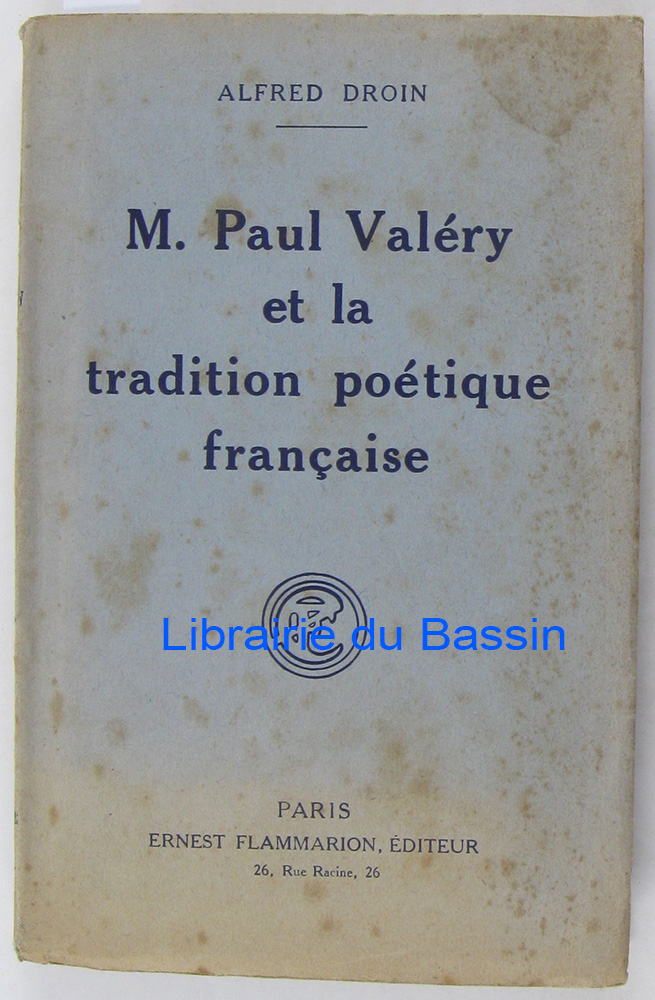 ALFRED DROIN
M. Paul Valéry
et la
tradition poétique
française
Librairie du Bassin
PARIS
ERNEST FLAMMARION, ÉDITEUR
26, Rue Racine, 26